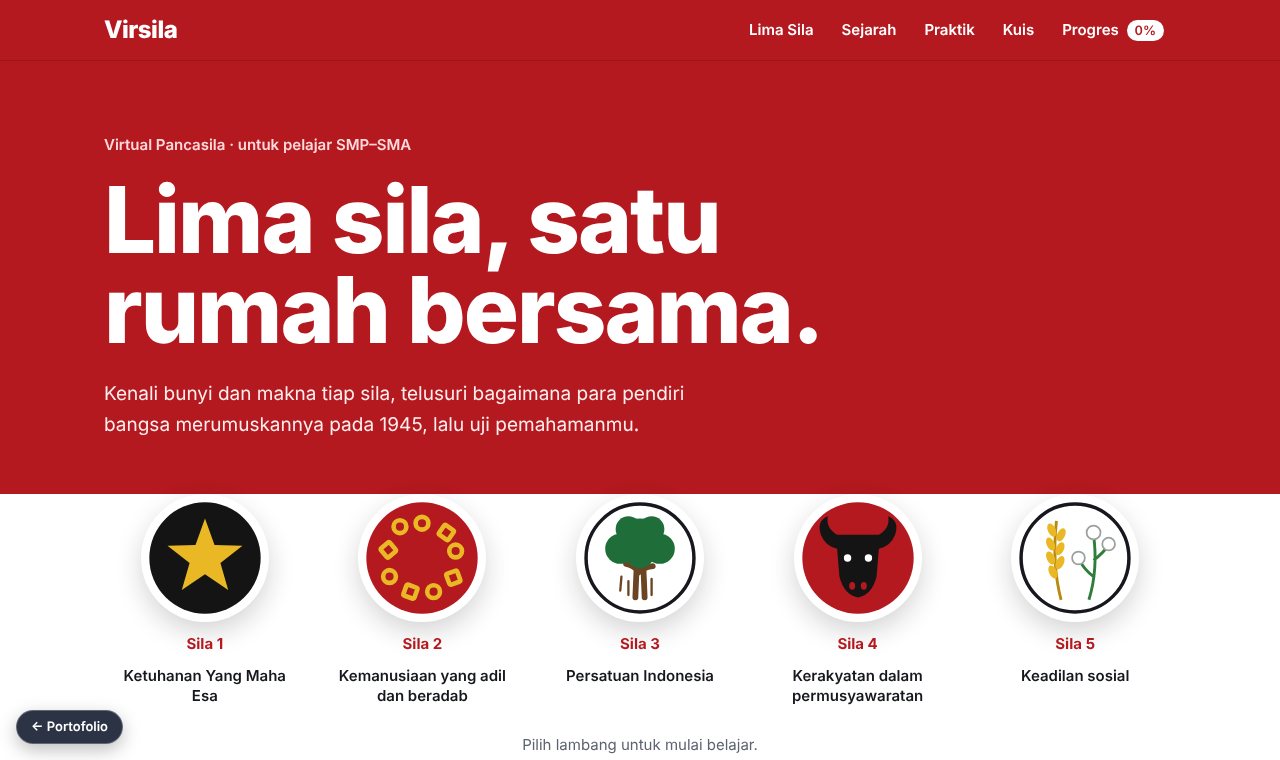 Virsila
Lima Sila
Sejarah
Praktik
Kuis
Progres 0%
Virtual Pancasila · untuk pelajar SMP–SMA
Lima sila, satu
rumah bersama.
Kenali bunyi dan makna tiap sila, telusuri bagaimana para pendiri
bangsa merumuskannya pada 1945, lalu uji pemahamanmu.
Sila 1
Ketuhanan Yang Maha
Esa
Sila 2
Kemanusiaan yang adil
dan beradab
Sila 3
Persatuan Indonesia
Sila 4
Kerakyatan dalam
permusyawaratan
Sila 5
Keadilan sosial
← Portofolio
Pilih lambang untuk mulai belajar.